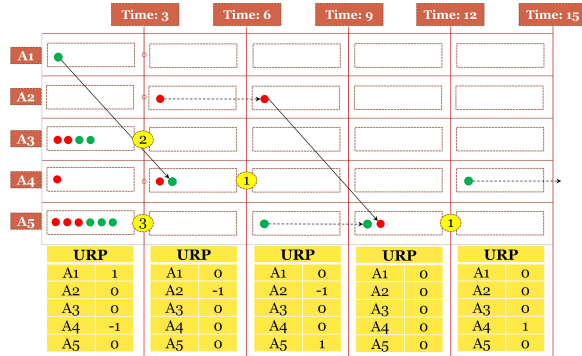 Time: 3 Time: 6 Time: 9 Time: 12 Time: 15
A1
A2
A3 2
A4 1
A5 3 1
URP URP URP URP URP
A1 1 A1 0 A1 0 A1 0 A1 0
A2 0 A2 -1 A2 -1 A2 0 A2 0
A3 0 A3 0 A3 0 A3 0 A3 0
A4 -1 A4 0 A4 0 A4 0 A4 1
A5 0 A5 0 A5 1 A5 0 A5 0